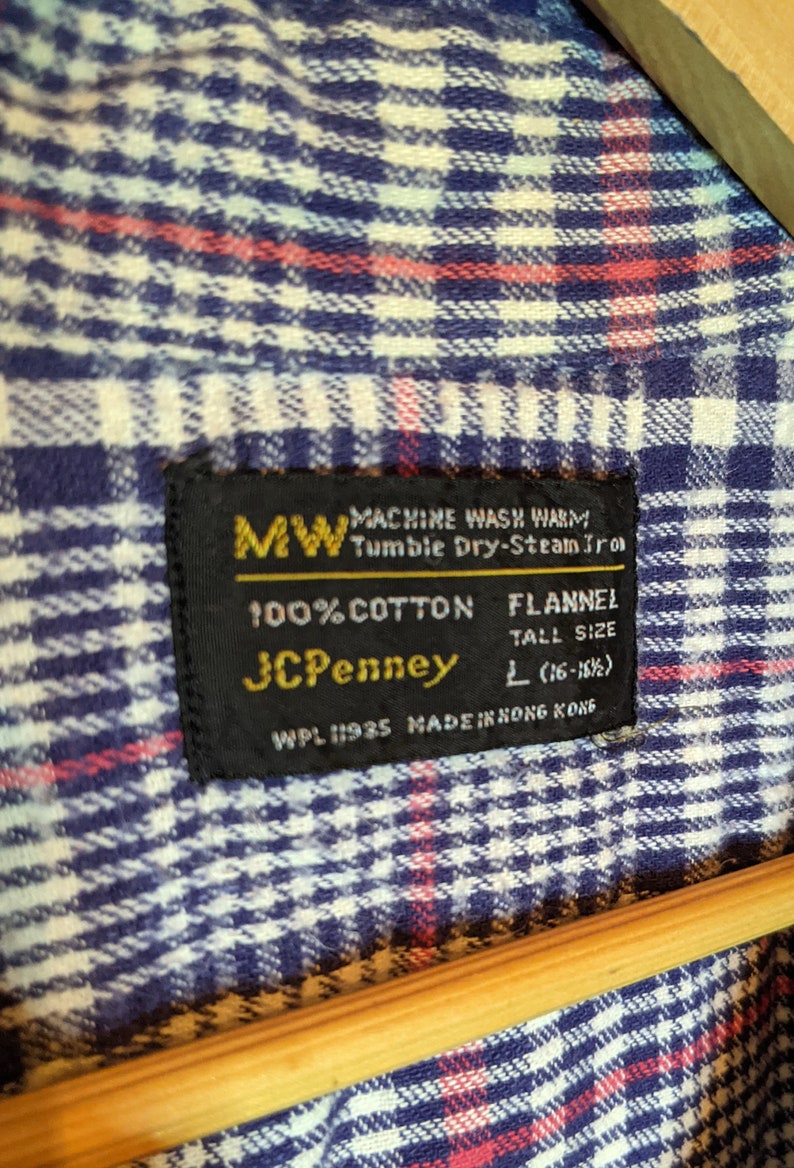 MW MACHINE WASH WARM
Tumble Dry-Steam Iron
100% COTTON FLANNEL
TALL SIZE
JCPenney L (16-16½)
WPL 11935 MADE IN HONG KONG